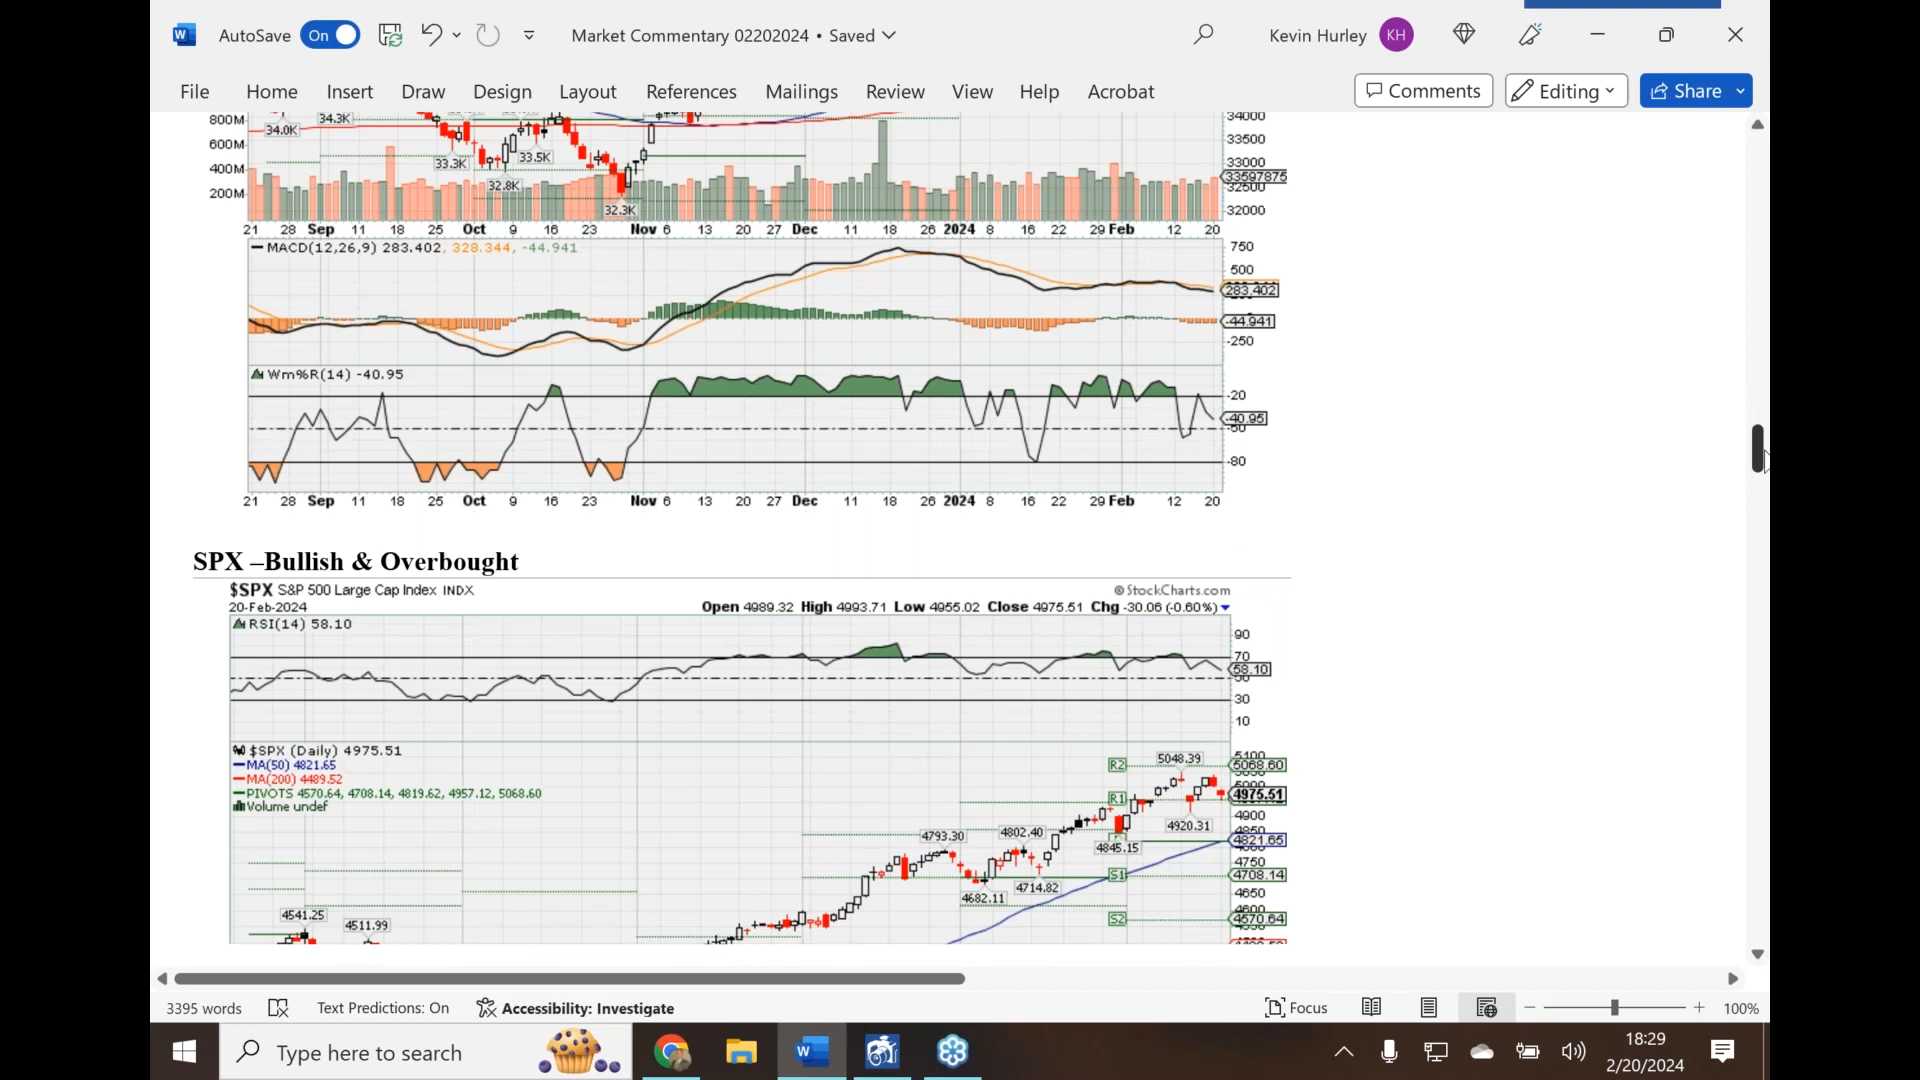 AutoSave On Market Commentary 02202024 • Saved Kevin Hurley KH
File Home Insert Draw Design Layout References Mailings Review View Help Acrobat Comments Editing Share
800M 34.0K 34.3K 34000
600M 33500
33.3K 33.5K
400M 33000
33597875
32.8K 32500
200M
32.3K 32000
21 28 Sep 11 18 25 Oct 9 16 23 Nov 6 13 20 27 Dec 11 18 26 2024 8 16 22 29 Feb 12 20
MACD(12,26,9) 283.402, 328.344, -44.941
750
500
283.402
-44.941
-250
Wm%R(14) -40.95
-20
-40.95
-50
-80
21 28 Sep 11 18 25 Oct 9 16 23 Nov 6 13 20 27 Dec 11 18 26 2024 8 16 22 29 Feb 12 20
SPX –Bullish & Overbought
$SPX S&P 500 Large Cap Index INDX © StockCharts.com
20-Feb-2024 Open 4989.32 High 4993.71 Low 4955.02 Close 4975.51 Chg -30.06 (-0.60%)
RSI(14) 58.10
90
70
58.10
50
30
10
$SPX (Daily) 4975.51
MA(50) 4821.65
MA(200) 4489.52
PIVOTS 4570.64, 4708.14, 4819.62, 4957.12, 5068.60
Volume undef
5100
5048.39
R2 5068.60
5000
R1 4975.51
4900
4920.31
4793.30 4802.40 4850
4821.65
4845.15
4750
S1 4708.14
4714.82
4682.11 4650
4600
4541.25 S2 4570.64
4511.99 4550
3395 words Text Predictions: On Accessibility: Investigate Focus 100%
Type here to search 18:29
2/20/2024